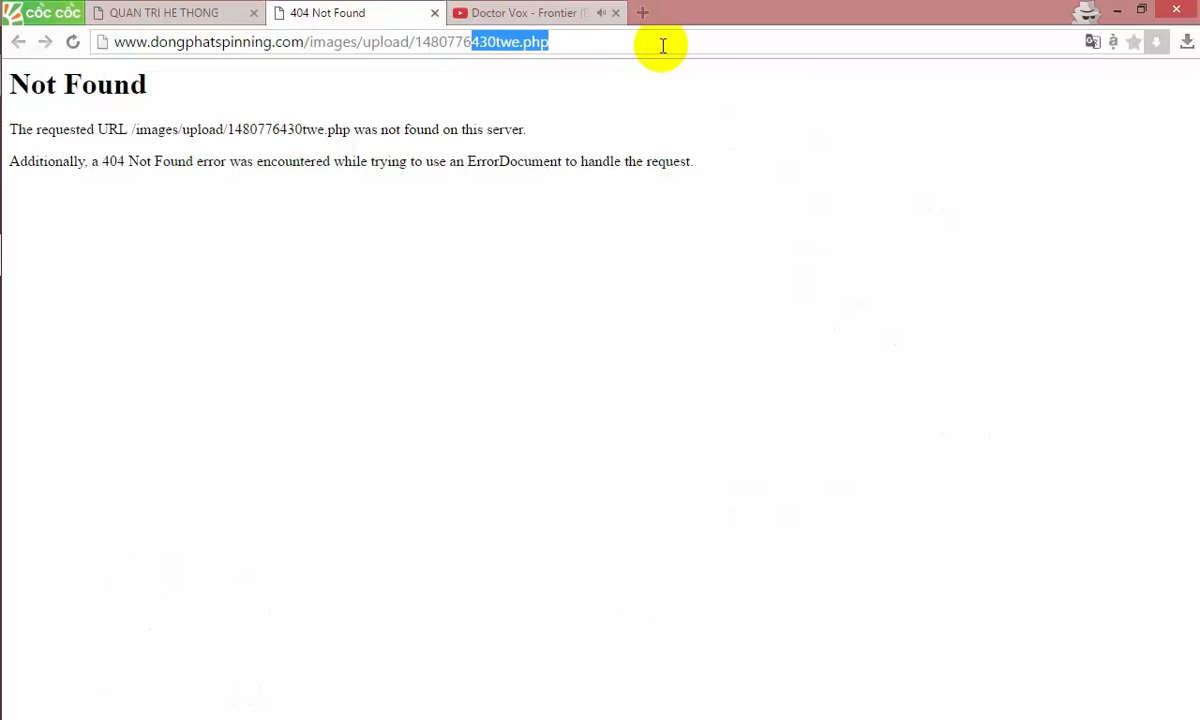 cốc cốc
QUAN TRI HE THONG
404 Not Found
Doctor Vox - Frontier (
www.dongphatspinning.com/images/upload/1480776430twe.php
Not Found
The requested URL /images/upload/1480776430twe.php was not found on this server.
Additionally, a 404 Not Found error was encountered while trying to use an ErrorDocument to handle the request.